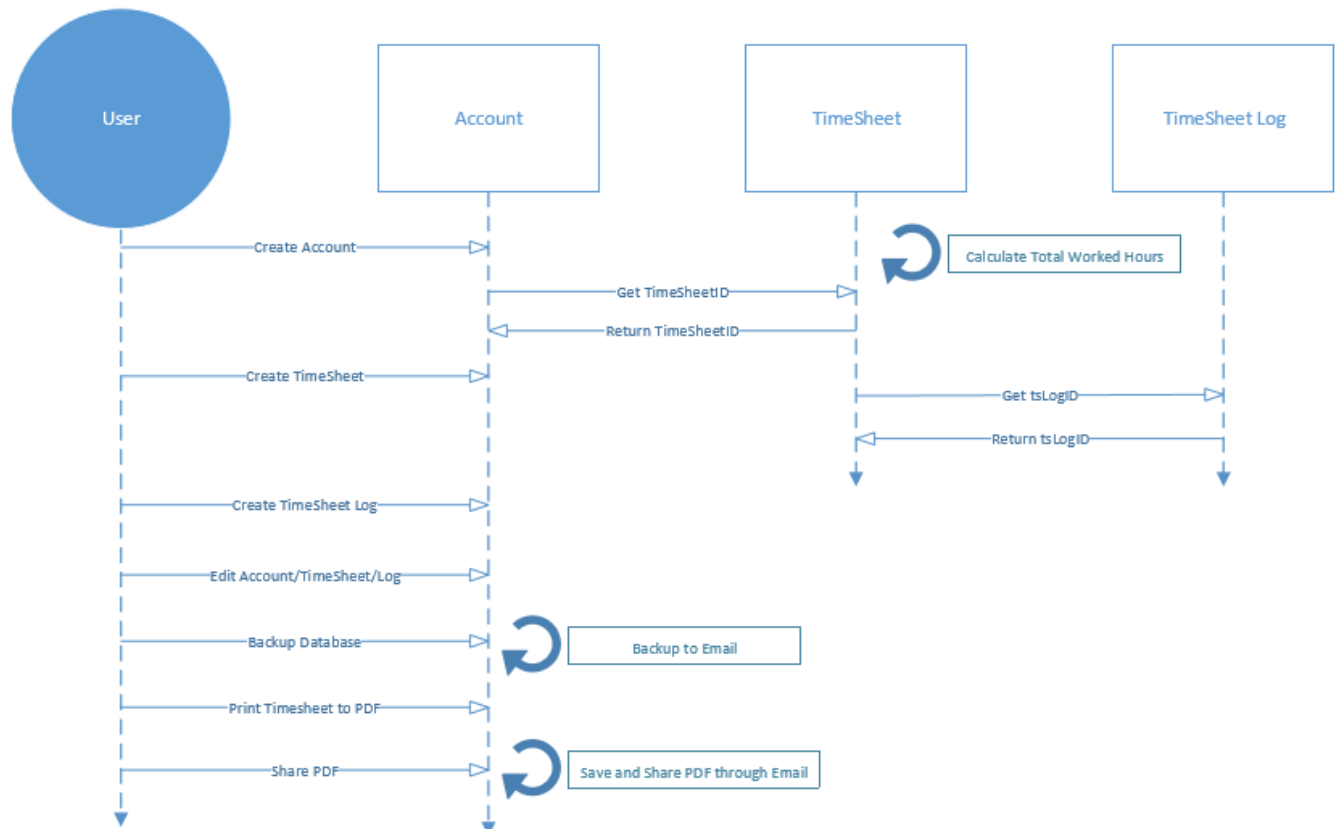 User
Account
TimeSheet
TimeSheet Log
Create Account
Calculate Total Worked Hours
Get TimeSheetID
Return TimeSheetID
Create TimeSheet
Get tsLogID
Return tsLogID
Create TimeSheet Log
Edit Account/TimeSheet/Log
Backup Database
Backup to Email
Print Timesheet to PDF
Share PDF
Save and Share PDF through Email